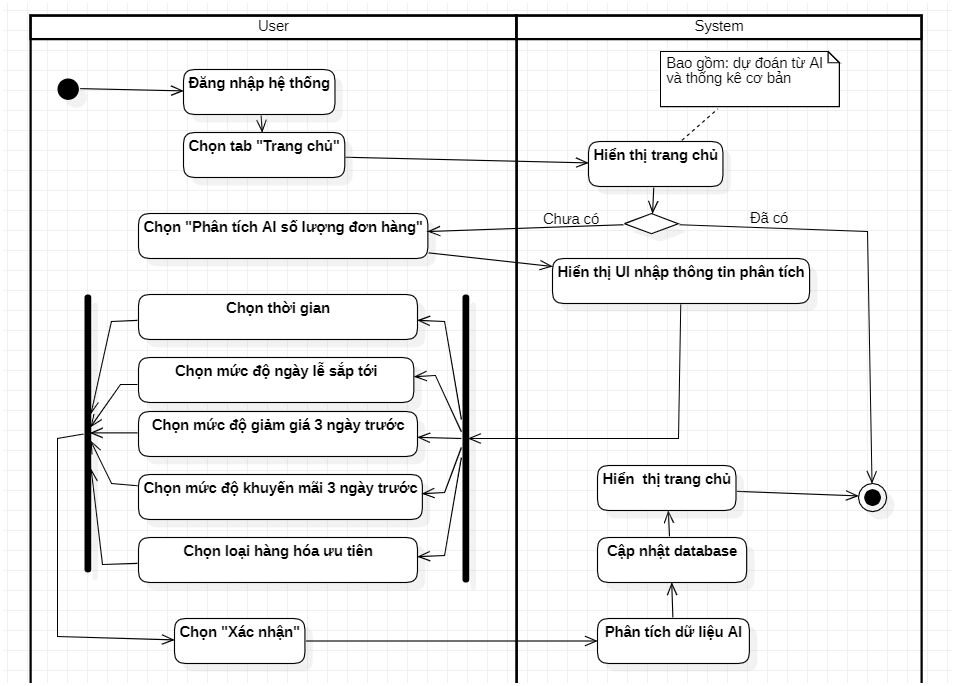 User
System
Bao gồm: dự đoán từ AI
và thống kê cơ bản
Đăng nhập hệ thống
Chọn tab "Trang chủ"
Hiển thị trang chủ
Chưa có
Đã có
Chọn "Phân tích AI số lượng đơn hàng"
Hiển thị UI nhập thông tin phân tích
Chọn thời gian
Chọn mức độ ngày lễ sắp tới
Chọn mức độ giảm giá 3 ngày trước
Chọn mức độ khuyến mãi 3 ngày trước
Chọn loại hàng hóa ưu tiên
Hiển  thị trang chủ
Cập nhật database
Chọn "Xác nhận"
Phân tích dữ liệu AI